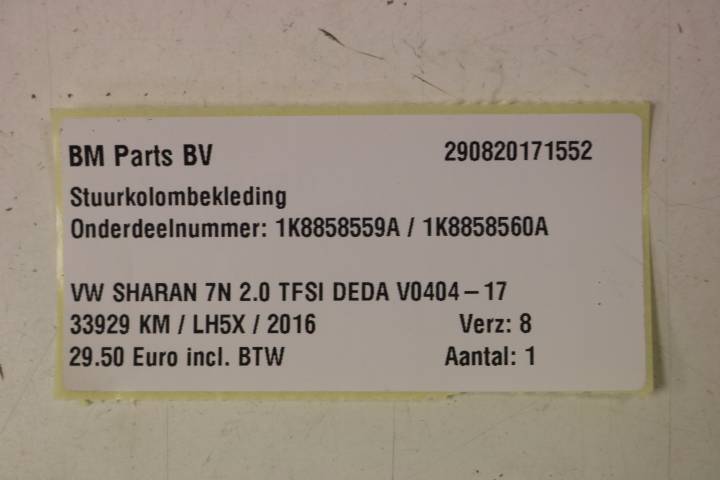 BM Parts BV 290820171552
Stuurkolombekleding
Onderdeelnummer: 1K8858559A / 1K8858560A
VW SHARAN 7N 2.0 TFSI DEDA V0404-17
33929 KM / LH5X / 2016 Verz: 8
29.50 Euro incl. BTW Aantal: 1